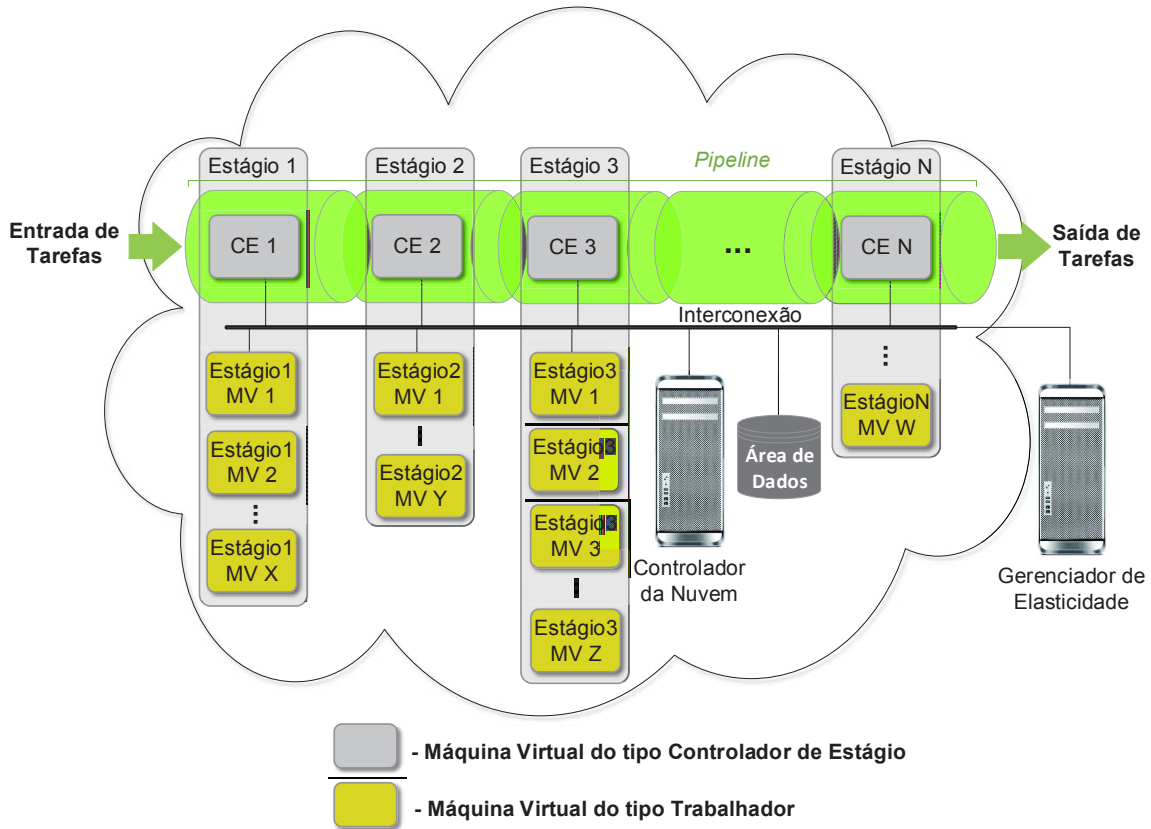 Estágio 1
Estágio 2
Estágio 3
Pipeline
Estágio N
Entrada de
Tarefas
CE 1
CE 2
CE 3
...
CE N
Saída de
Tarefas
Interconexão
Estágio1
MV 1
Estágio1
MV 2
Estágio1
MV X
Estágio2
MV 1
Estágio2
MV Y
Estágio3
MV 1
Estágio3
MV 2
Estágio3
MV 3
Estágio3
MV Z
Controlador
da Nuvem
Área de
Dados
EstágioN
MV W
Gerenciador de
Elasticidade
- Máquina Virtual do tipo Controlador de Estágio
- Máquina Virtual do tipo Trabalhador